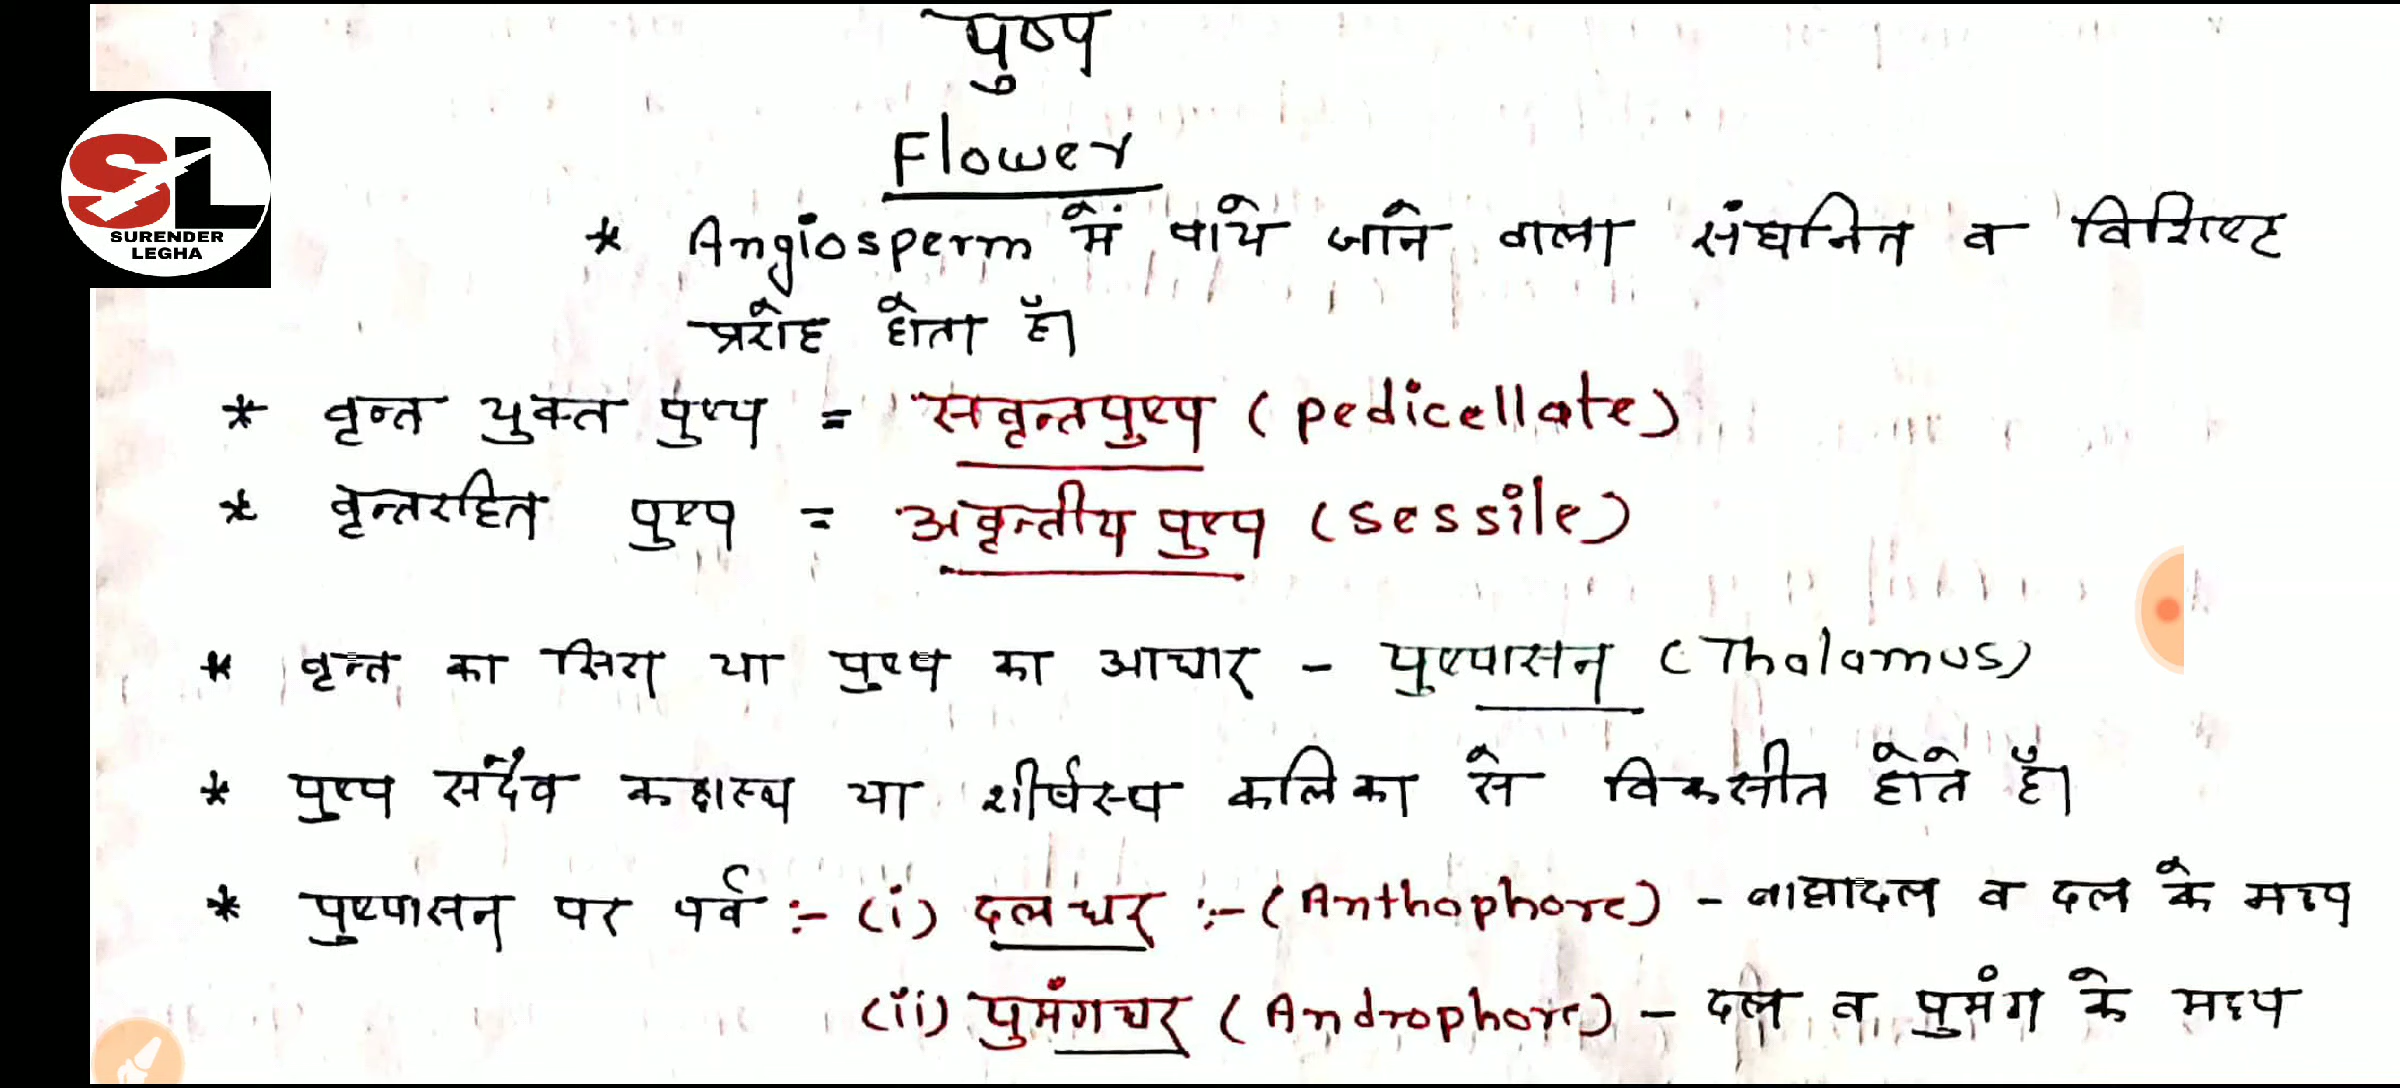 पुष्प
Flower
SL
SURENDER
LEGHA
* Angiosperm में पाये जाने वाला संघनित व विशिष्ट
प्ररोह होता है।
* वृन्त युक्त पुष्प = सवृन्तपुष्प (pedicellate)
* वृन्तरहित पुष्प = अवृन्तीय पुष्प (sessile)
* वृन्त का सिरा या पुष्प का आधार - पुष्पासन (Thalamus)
* पुष्प सदैव कक्षस्थ या शीर्षस्थ कलिका से विकसीत होते हैं।
* पुष्पासन पर पर्व :- (i) दलधर :- (Anthophore) - बाह्यदल व दल के मध्य
(ii) पुमंगधर (Androphore) - दल व पुमंग के मध्य